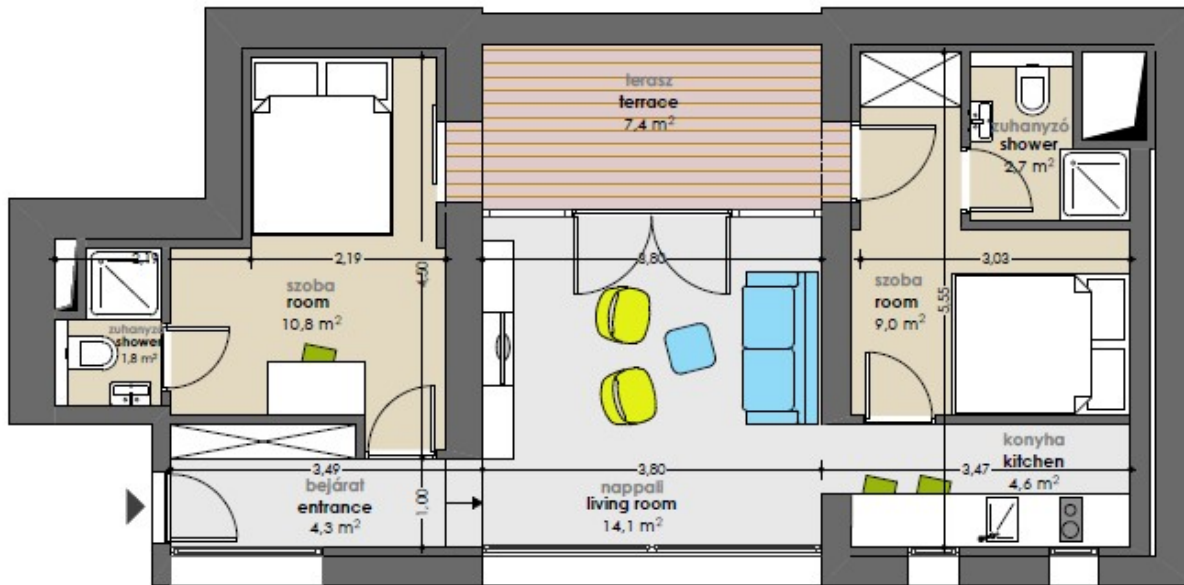 terasz
terrace
7,4 m²
zuhanyzó
shower
2,7 m²
2,19
2,19
3,80
3,03
4,50
5,55
szoba
room
10,8 m²
szoba
room
9,0 m²
zuhanyzó
shower
1,8 m²
konyha
kitchen
4,6 m²
3,49
3,80
3,47
bejárat
entrance
4,3 m²
1,00
nappali
living room
14,1 m²